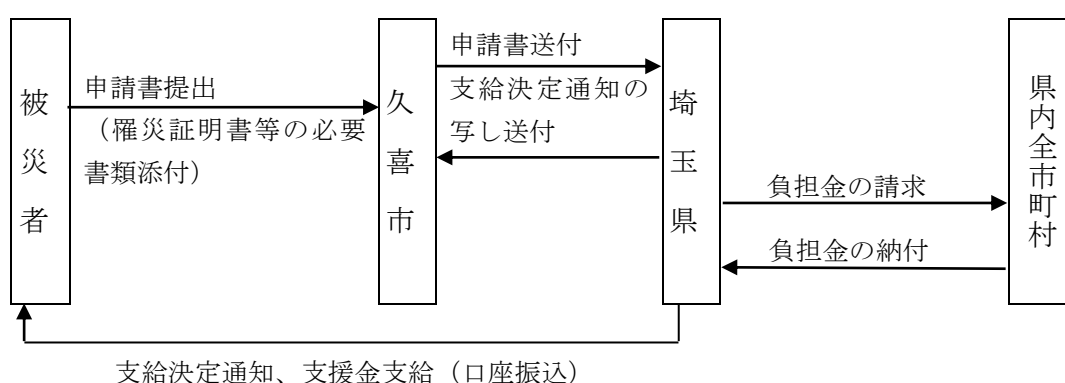 被災者
申請書提出
（罹災証明書等の必要
書類添付）
久喜市
申請書送付
支給決定通知の
写し送付
埼玉県
負担金の請求
負担金の納付
県内全市町村
支給決定通知、支援金支給（口座振込）